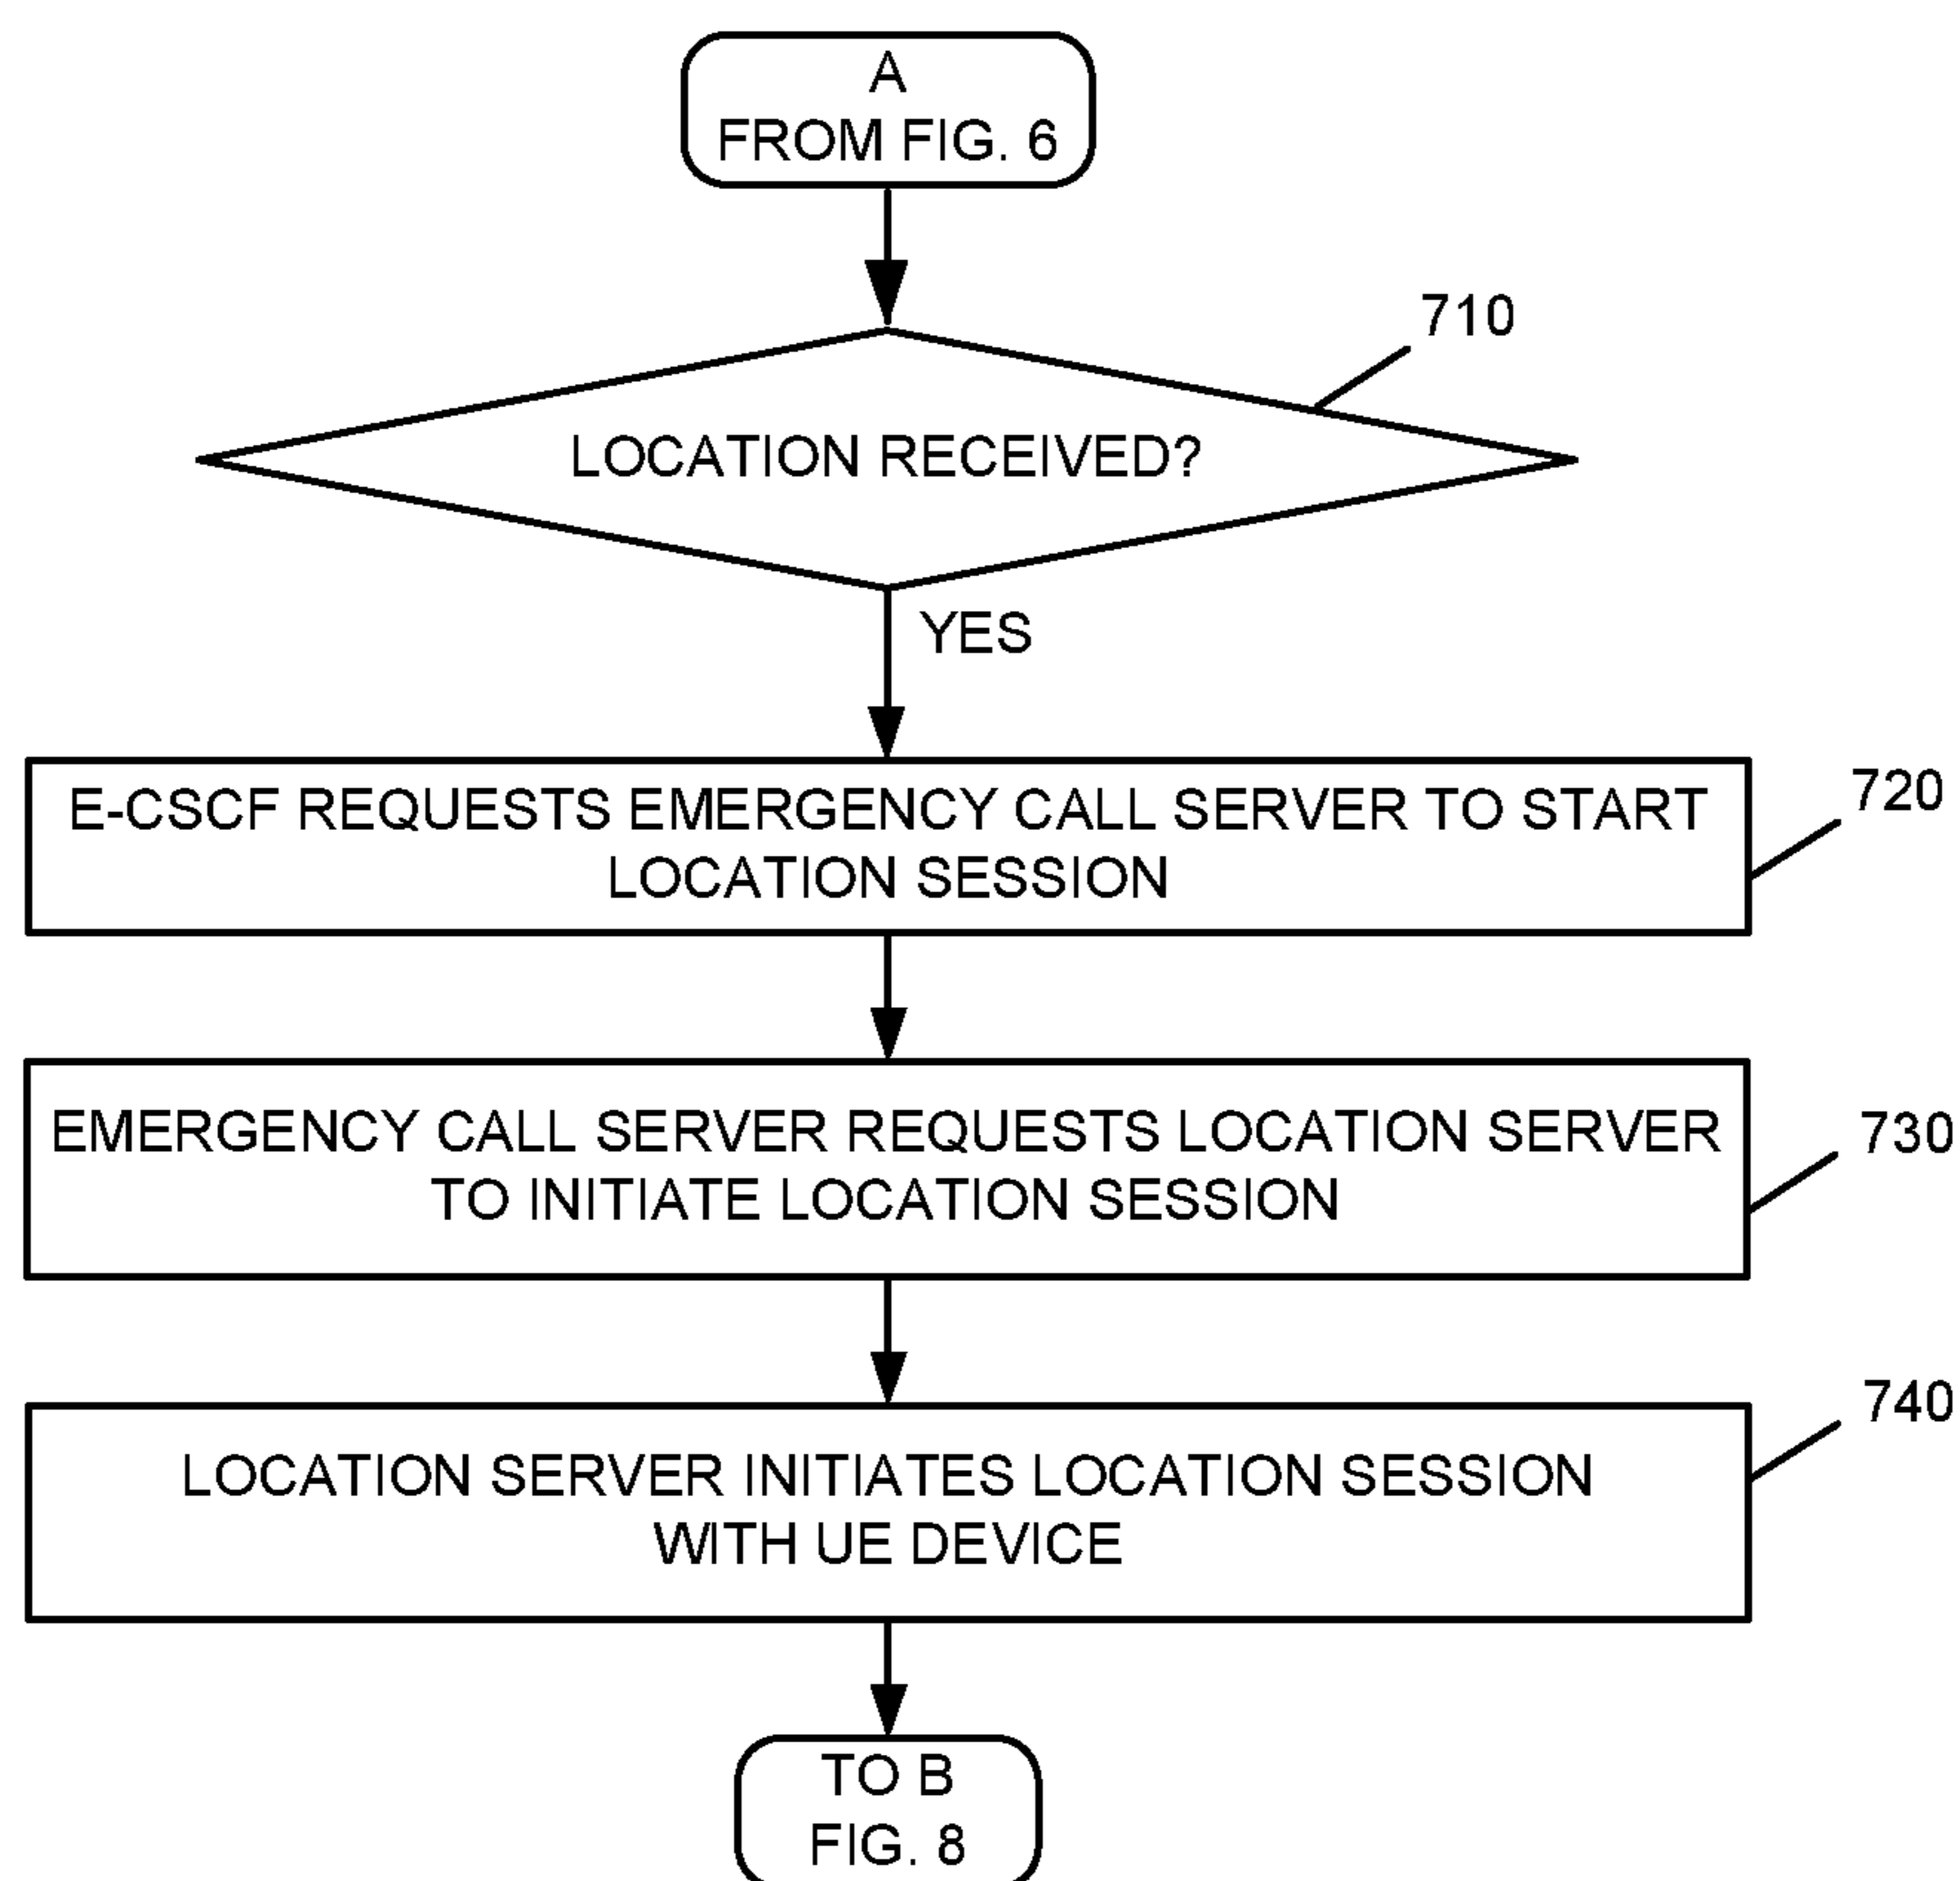 A
FROM FIG. 6
710
LOCATION RECEIVED?
YES
E-CSCF REQUESTS EMERGENCY CALL SERVER TO START
LOCATION SESSION
720
EMERGENCY CALL SERVER REQUESTS LOCATION SERVER
TO INITIATE LOCATION SESSION
730
LOCATION SERVER INITIATES LOCATION SESSION
WITH UE DEVICE
740
TO B
FIG. 8